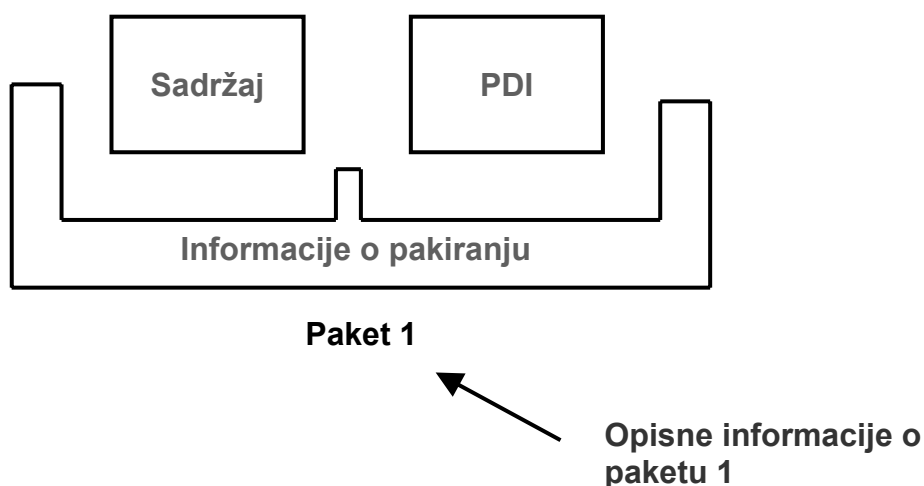 Sadržaj
PDI
Informacije o pakiranju
Paket 1
Opisne informacije o
paketu 1